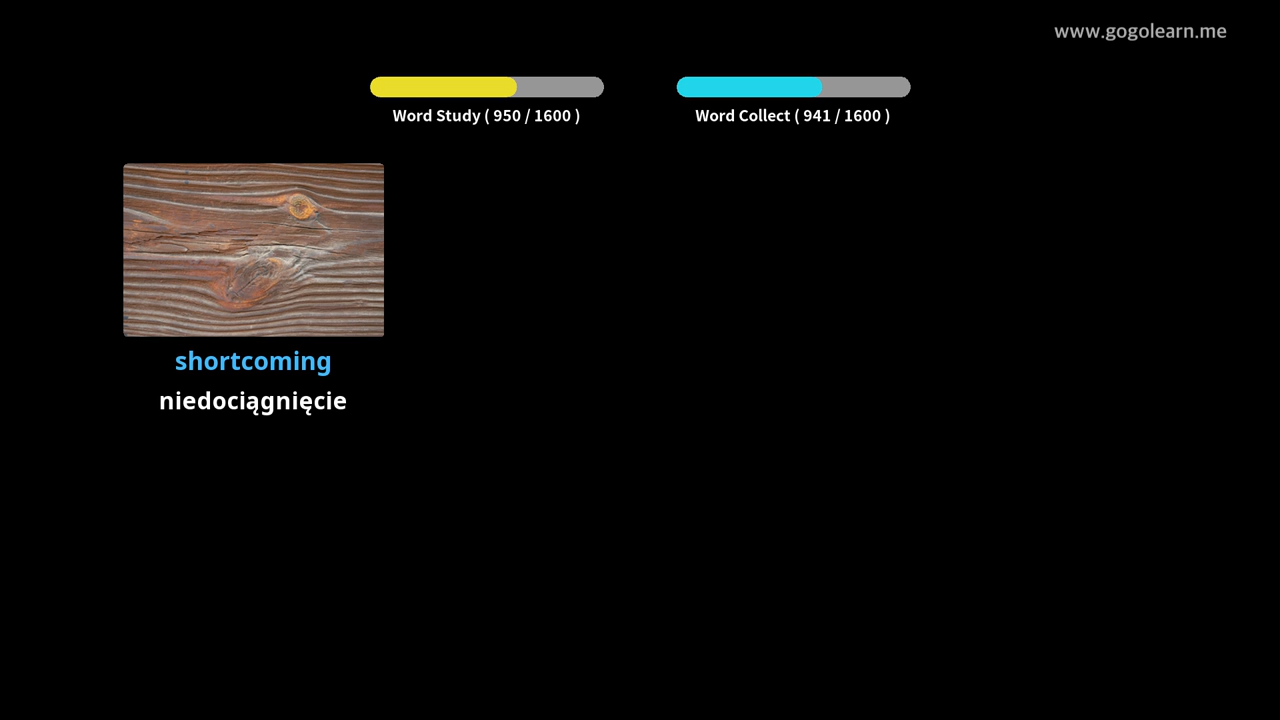 www.gogolearn.me
Word Study ( 950 / 1600 )
Word Collect ( 941 / 1600 )
shortcoming
niedociągnięcie